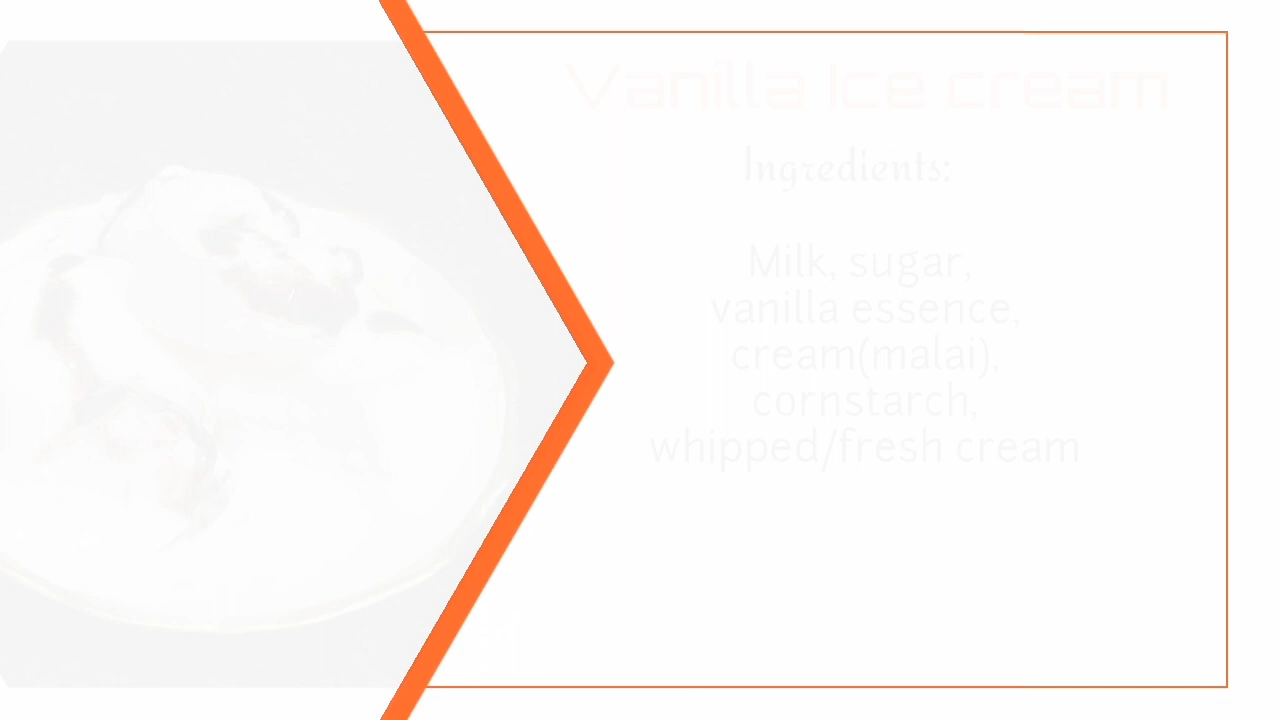 Vanilla Ice cream
Ingredients:
Milk, sugar,
vanilla essence,
cream(malai),
cornstarch,
whipped/fresh cream